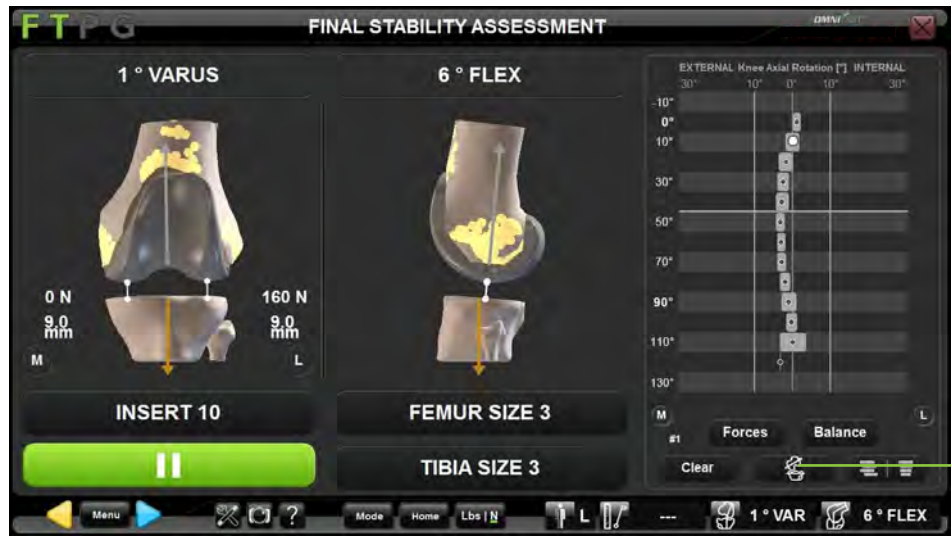 F T P G
FINAL STABILITY ASSESSMENT
1 ° VARUS
6 ° FLEX
EXTERNAL Knee Axial Rotation [°] INTERNAL
30° 10° 0° 10° 30°
-10°
0°
10°
30°
50°
70°
90°
110°
130°
0 N
160 N
9.0
mm
9.0
mm
M
L
M
L
#1
INSERT 10
FEMUR SIZE 3
TIBIA SIZE 3
Forces
Balance
Clear
Menu
?
Mode
Home
Lbs | N
L
---
1 ° VAR
6 ° FLEX